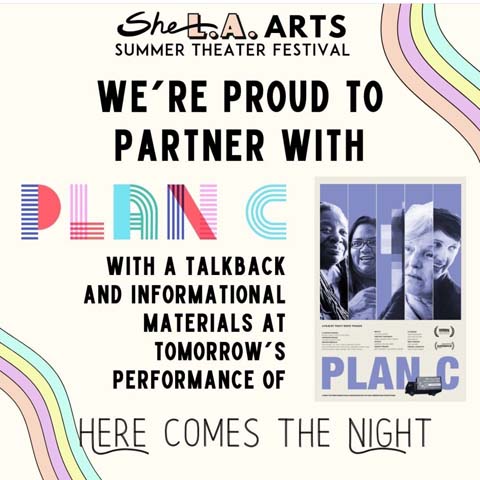 She L.A. ARTS
SUMMER THEATER FESTIVAL
WE'RE PROUD TO
PARTNER WITH
PLAN C
WITH A TALKBACK
AND INFORMATIONAL
MATERIALS AT
TOMORROW'S
PERFORMANCE OF
PLAN C
HERE COMES THE NIGHT